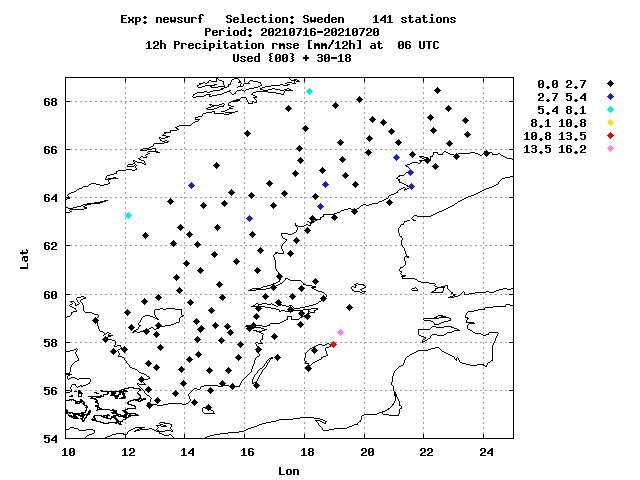 Exp: newsurf   Selection: Sweden    141 stations
Period: 20210716-20210720
12h Precipitation rmse [mm/12h] at  06 UTC
Used {00} + 30-18
0.0 2.7
2.7 5.4
5.4 8.1
8.1 10.8
10.8 13.5
13.5 16.2
68
66
64
62
60
58
56
54
Lat
10 12 14 16 18 20 22 24
Lon